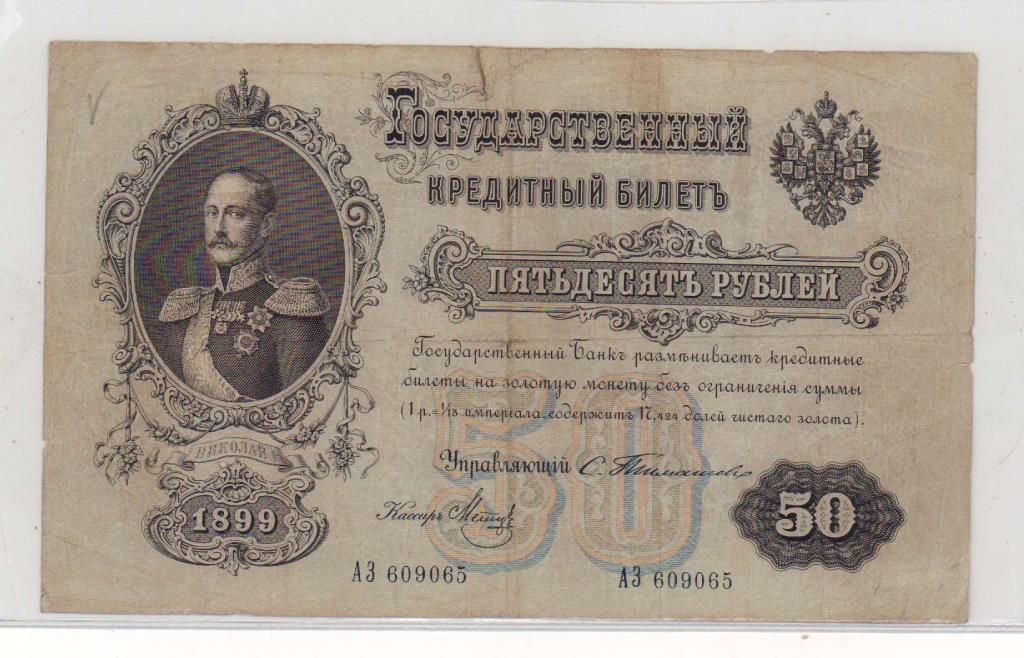 Государственный
кредитный билетъ
ПЯТЬДЕСЯТЪ РУБЛЕЙ
Государственный Банкъ размѣниваетъ кредитные
билеты на золотую монету безъ ограниченія суммы
(1 р.= 1/15 имперіала, содержитъ 17,424 долей чистаго золота).
Управляющій С. Тимашевъ
Кассиръ
НИКОЛАЙ I
1899
50
50
АЗ 609065
АЗ 609065